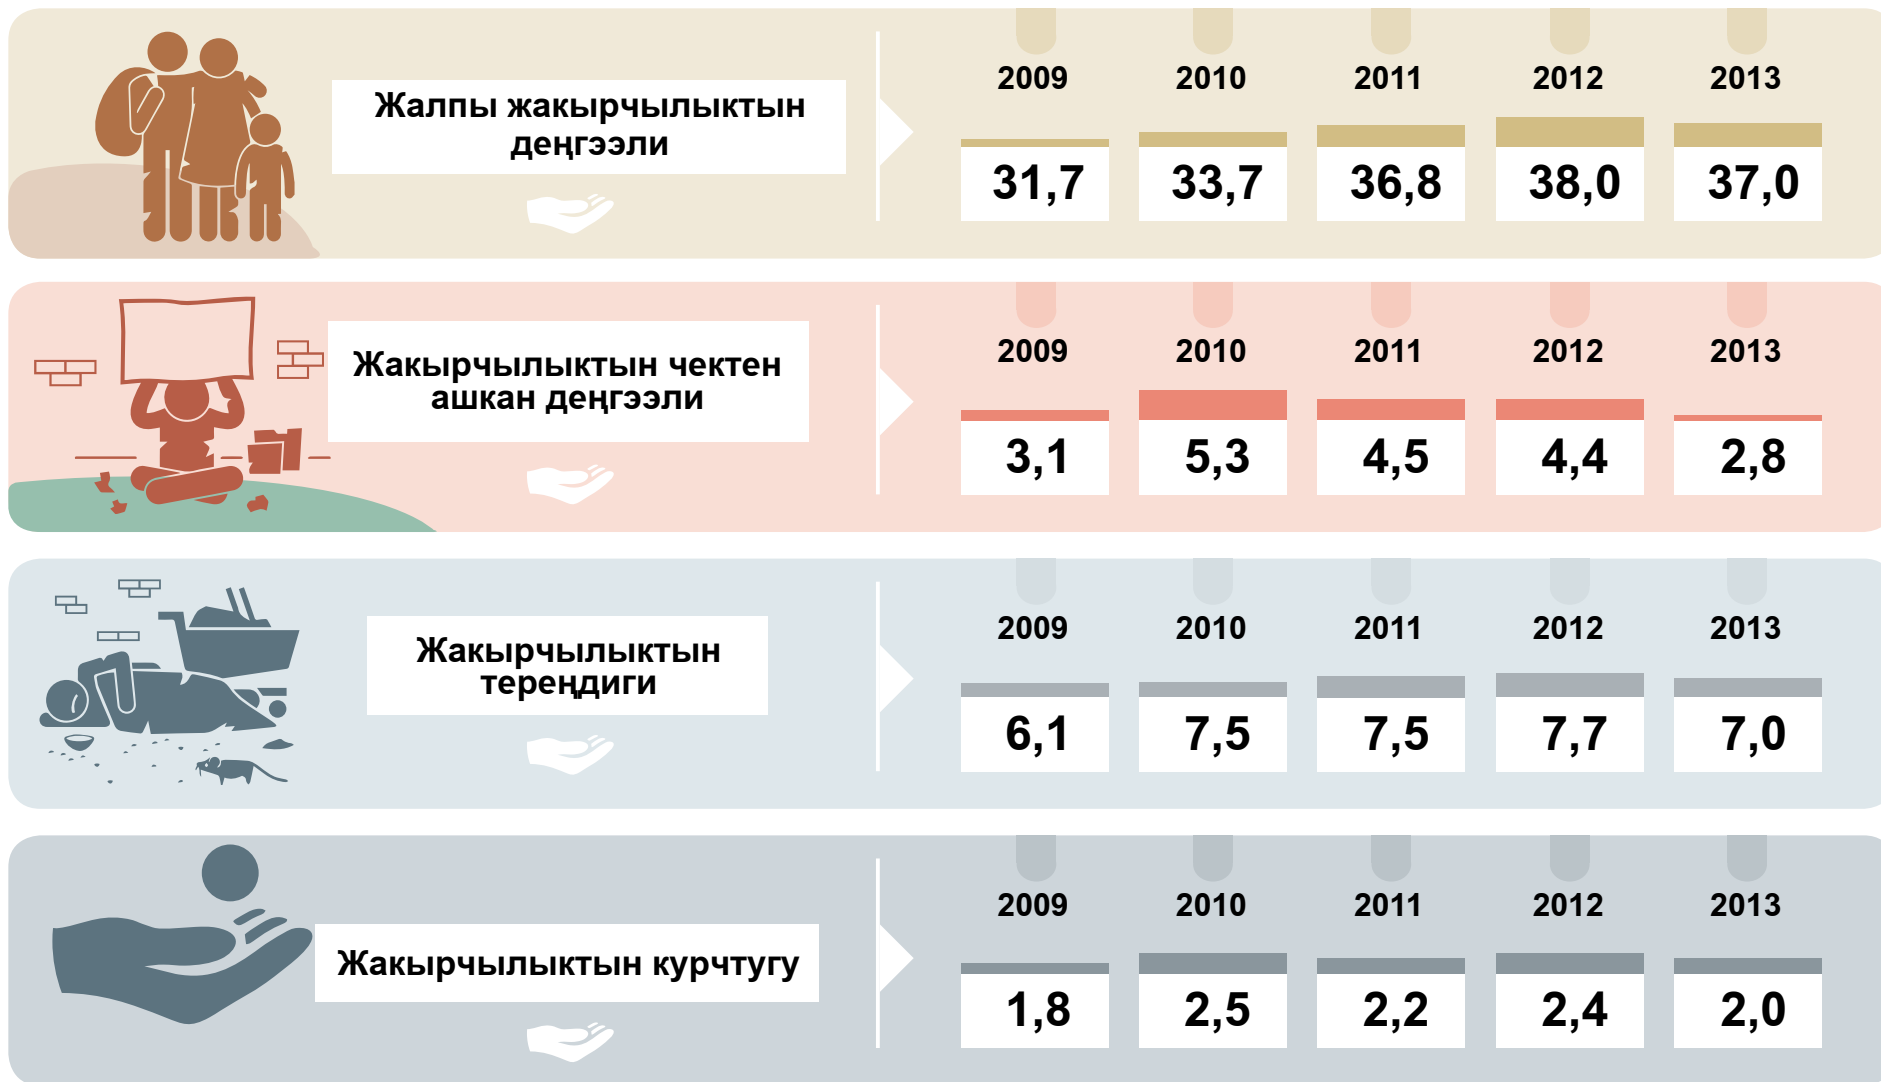 Жалпы жакырчылыктын
деңгээли
2009 2010 2011 2012 2013
31,7 33,7 36,8 38,0 37,0
Жакырчылыктын чектен
ашкан деңгээли
2009 2010 2011 2012 2013
3,1 5,3 4,5 4,4 2,8
Жакырчылыктын
тереңдиги
2009 2010 2011 2012 2013
6,1 7,5 7,5 7,7 7,0
Жакырчылыктын курчтугу
2009 2010 2011 2012 2013
1,8 2,5 2,2 2,4 2,0